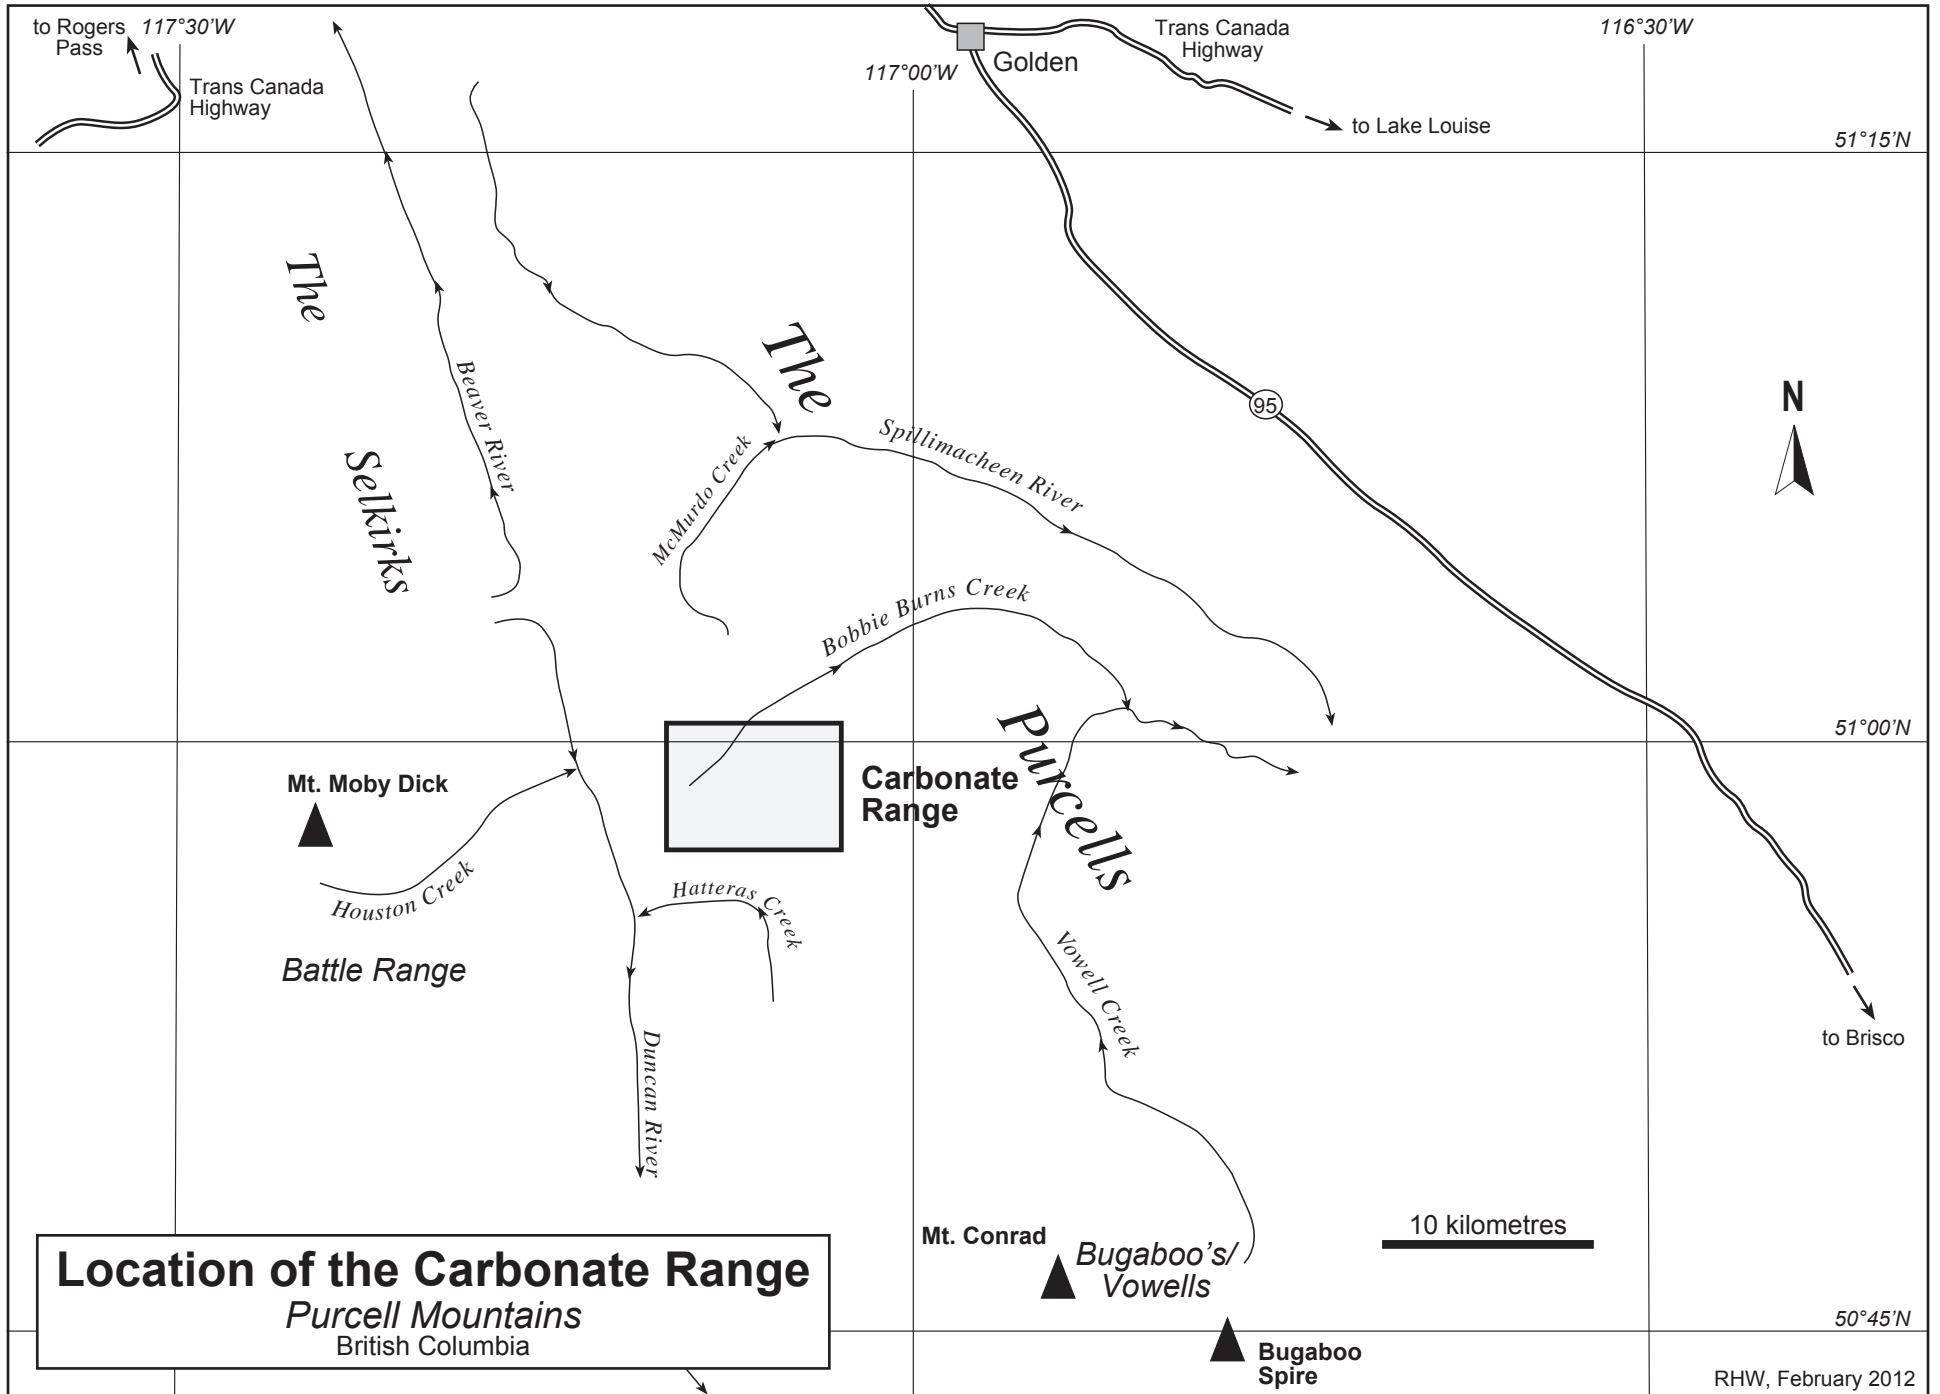 to Rogers
Pass
117°30'W
Trans Canada
Highway
117°00'W
Golden
Trans Canada
Highway
to Lake Louise
116°30'W
51°15'N
The
Selkirks
Beaver River
The
Purcells
McMurdo Creek
Spillimacheen River
95
N
Bobbie Burns Creek
51°00'N
Mt. Moby Dick
Carbonate
Range
Houston Creek
Hatteras Creek
Battle Range
Vowell Creek
Duncan River
to Brisco
Mt. Conrad
Bugaboo's/
Vowells
10 kilometres
Location of the Carbonate Range
Purcell Mountains
British Columbia
50°45'N
Bugaboo
Spire
RHW, February 2012